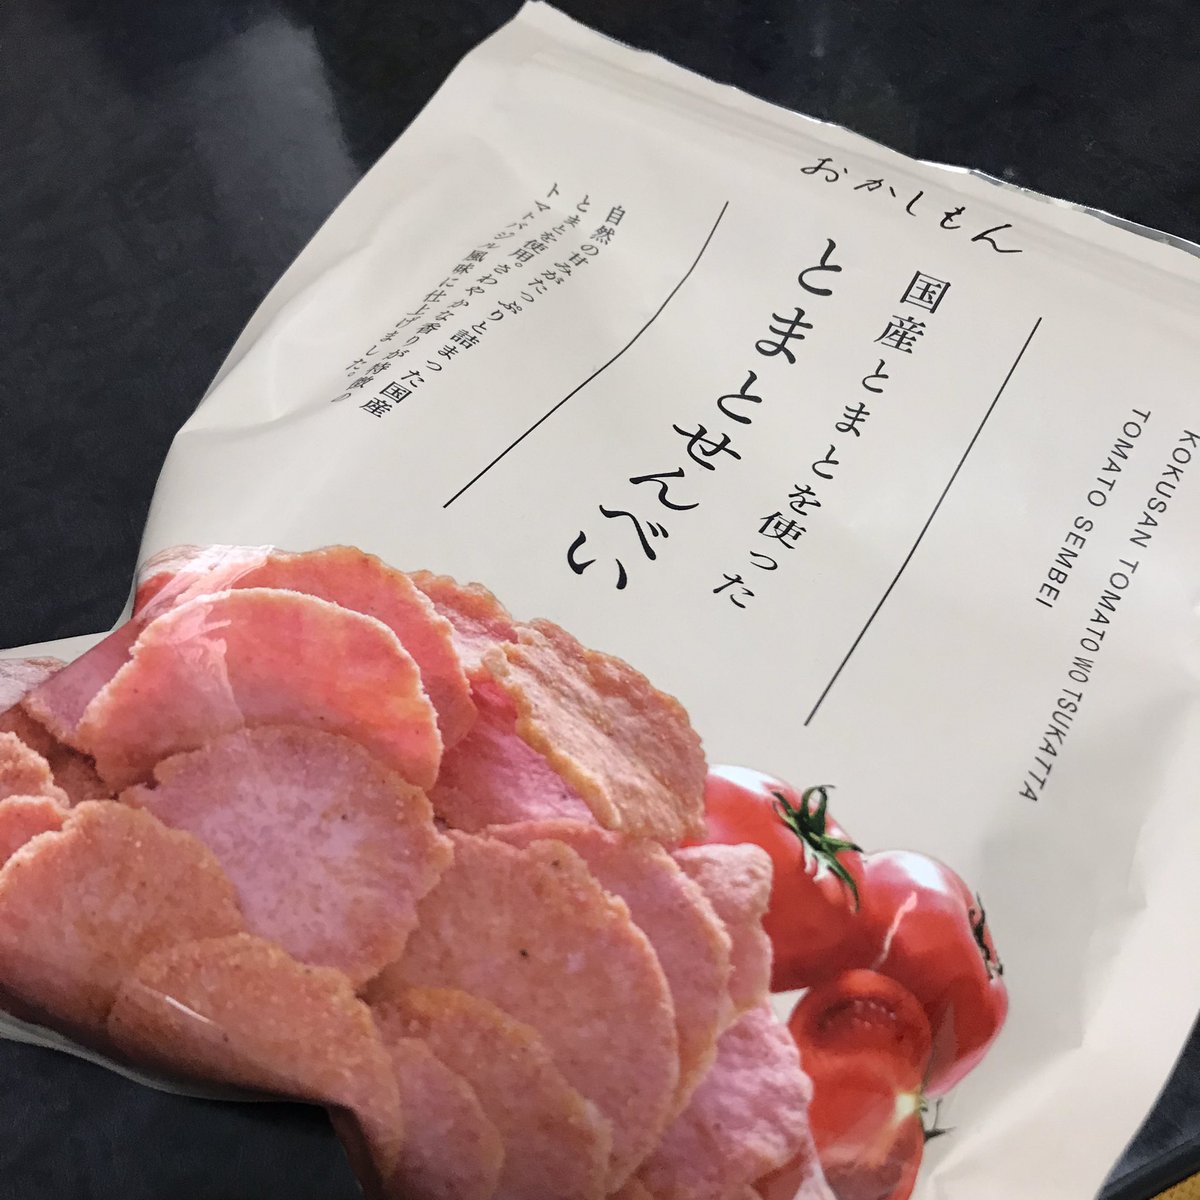 おかしもん
国産とまとを使った
とまとせんべい
自然の甘みがたっぷりと詰まった国産
とまとを使用。さわやかな香りが特徴の
トマトバジル風味に仕上げました。
KOKUSAN TOMATO WO TSUKATTA
TOMATO SEMBEI